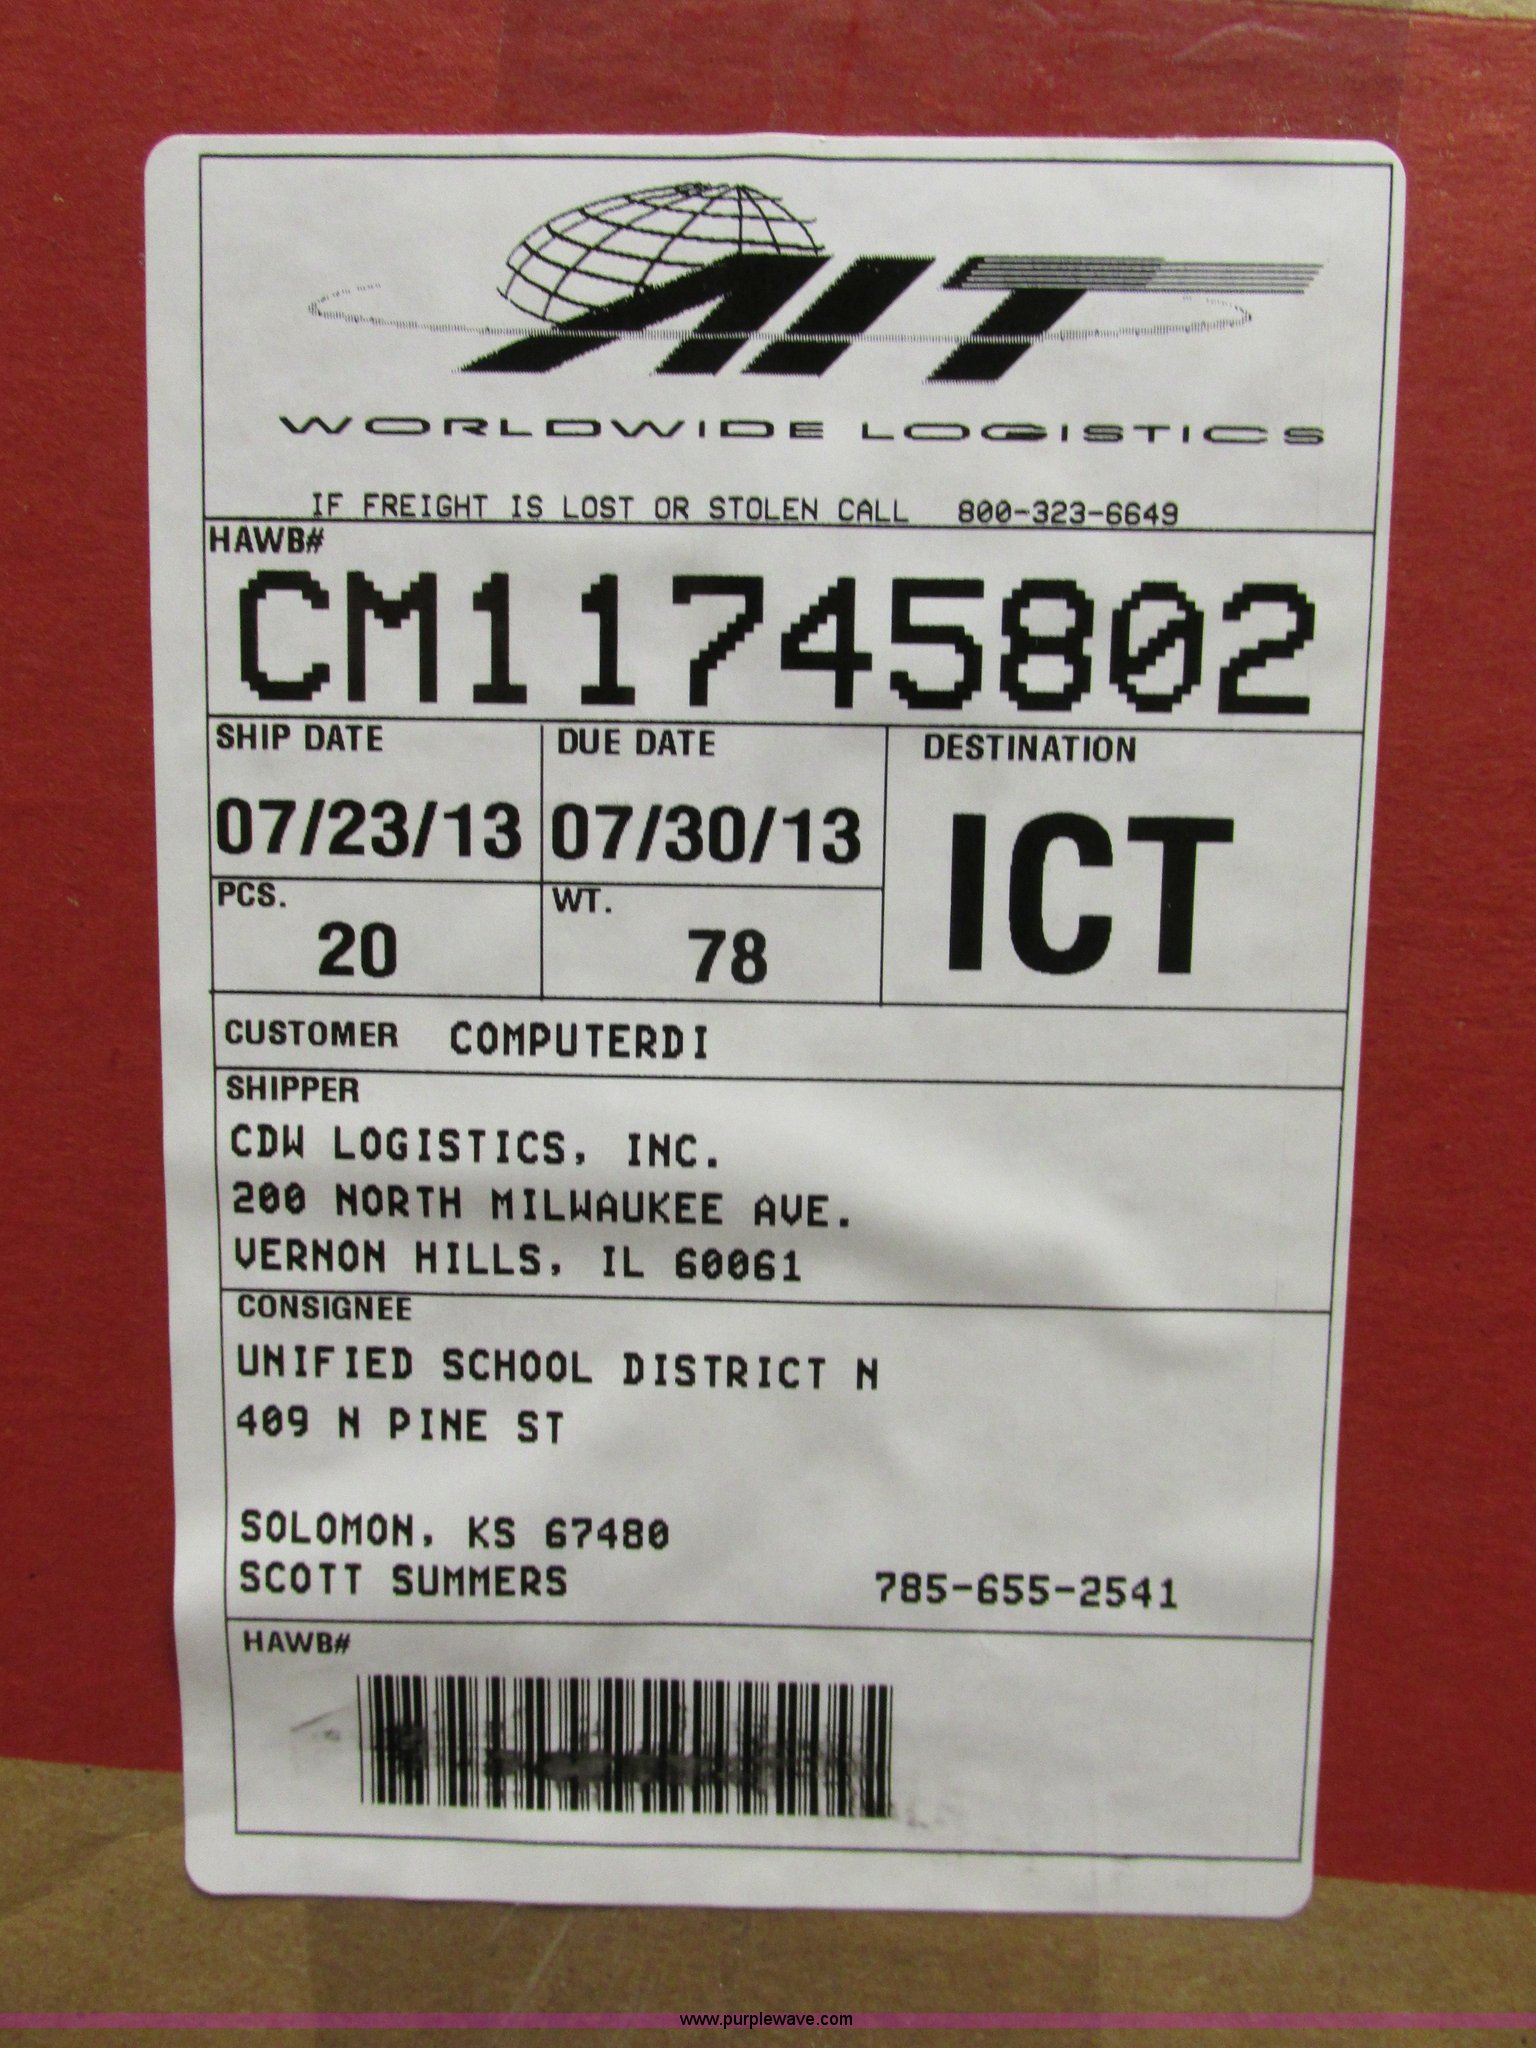 AIT
WORLDWIDE LOGISTICS
IF FREIGHT IS LOST OR STOLEN CALL 800-323-6649
HAWB#
CM11745802
SHIP DATE DUE DATE DESTINATION
07/23/13 07/30/13 ICT
PCS. WT.
20 78
CUSTOMER COMPUTERDI
SHIPPER
CDW LOGISTICS, INC.
200 NORTH MILWAUKEE AVE.
VERNON HILLS, IL 60061
CONSIGNEE
UNIFIED SCHOOL DISTRICT N
409 N PINE ST
SOLOMON, KS 67480
SCOTT SUMMERS 785-655-2541
HAWB#
www.purplewave.com